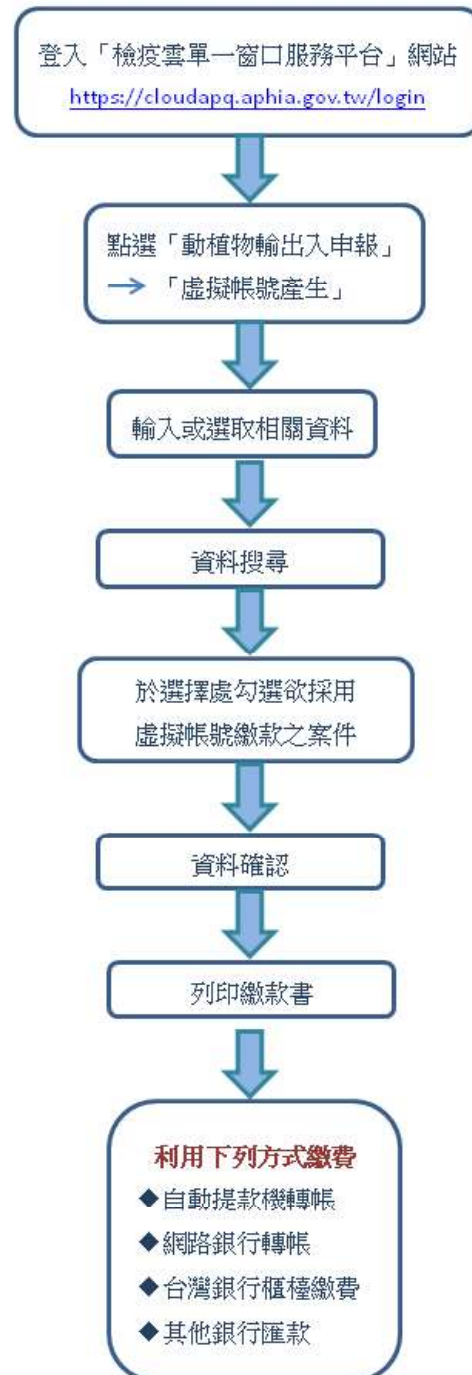 登入「檢疫雲單一窗口服務平台」網站
https://cloudapq.aphia.gov.tw/login
點選「動植物輸出入申報」
→ 「虛擬帳號產生」
輸入或選取相關資料
資料搜尋
於選擇處勾選欲採用
虛擬帳號繳款之案件
資料確認
列印繳款書
利用下列方式繳費
◆自動提款機轉帳
◆網路銀行轉帳
◆台灣銀行櫃檯繳費
◆其他銀行匯款